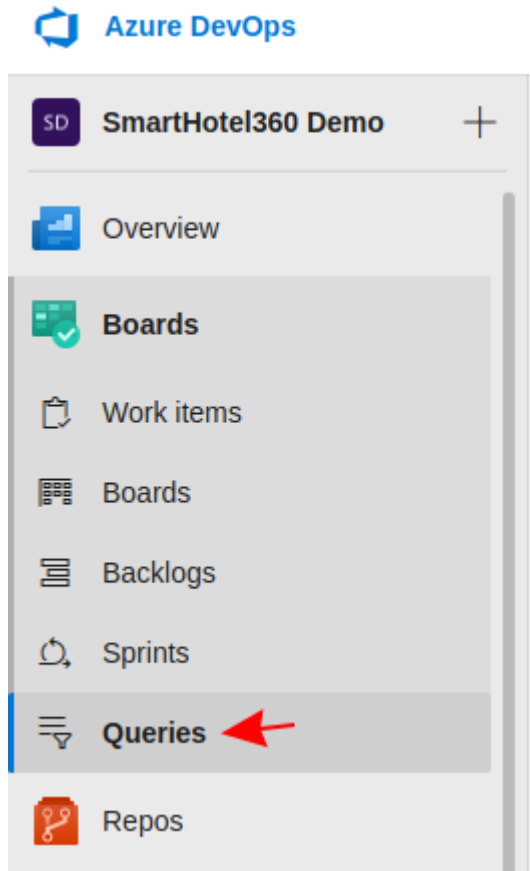 Azure DevOps
SD SmartHotel360 Demo
Overview
Boards
Work items
Boards
Backlogs
Sprints
Queries
Repos